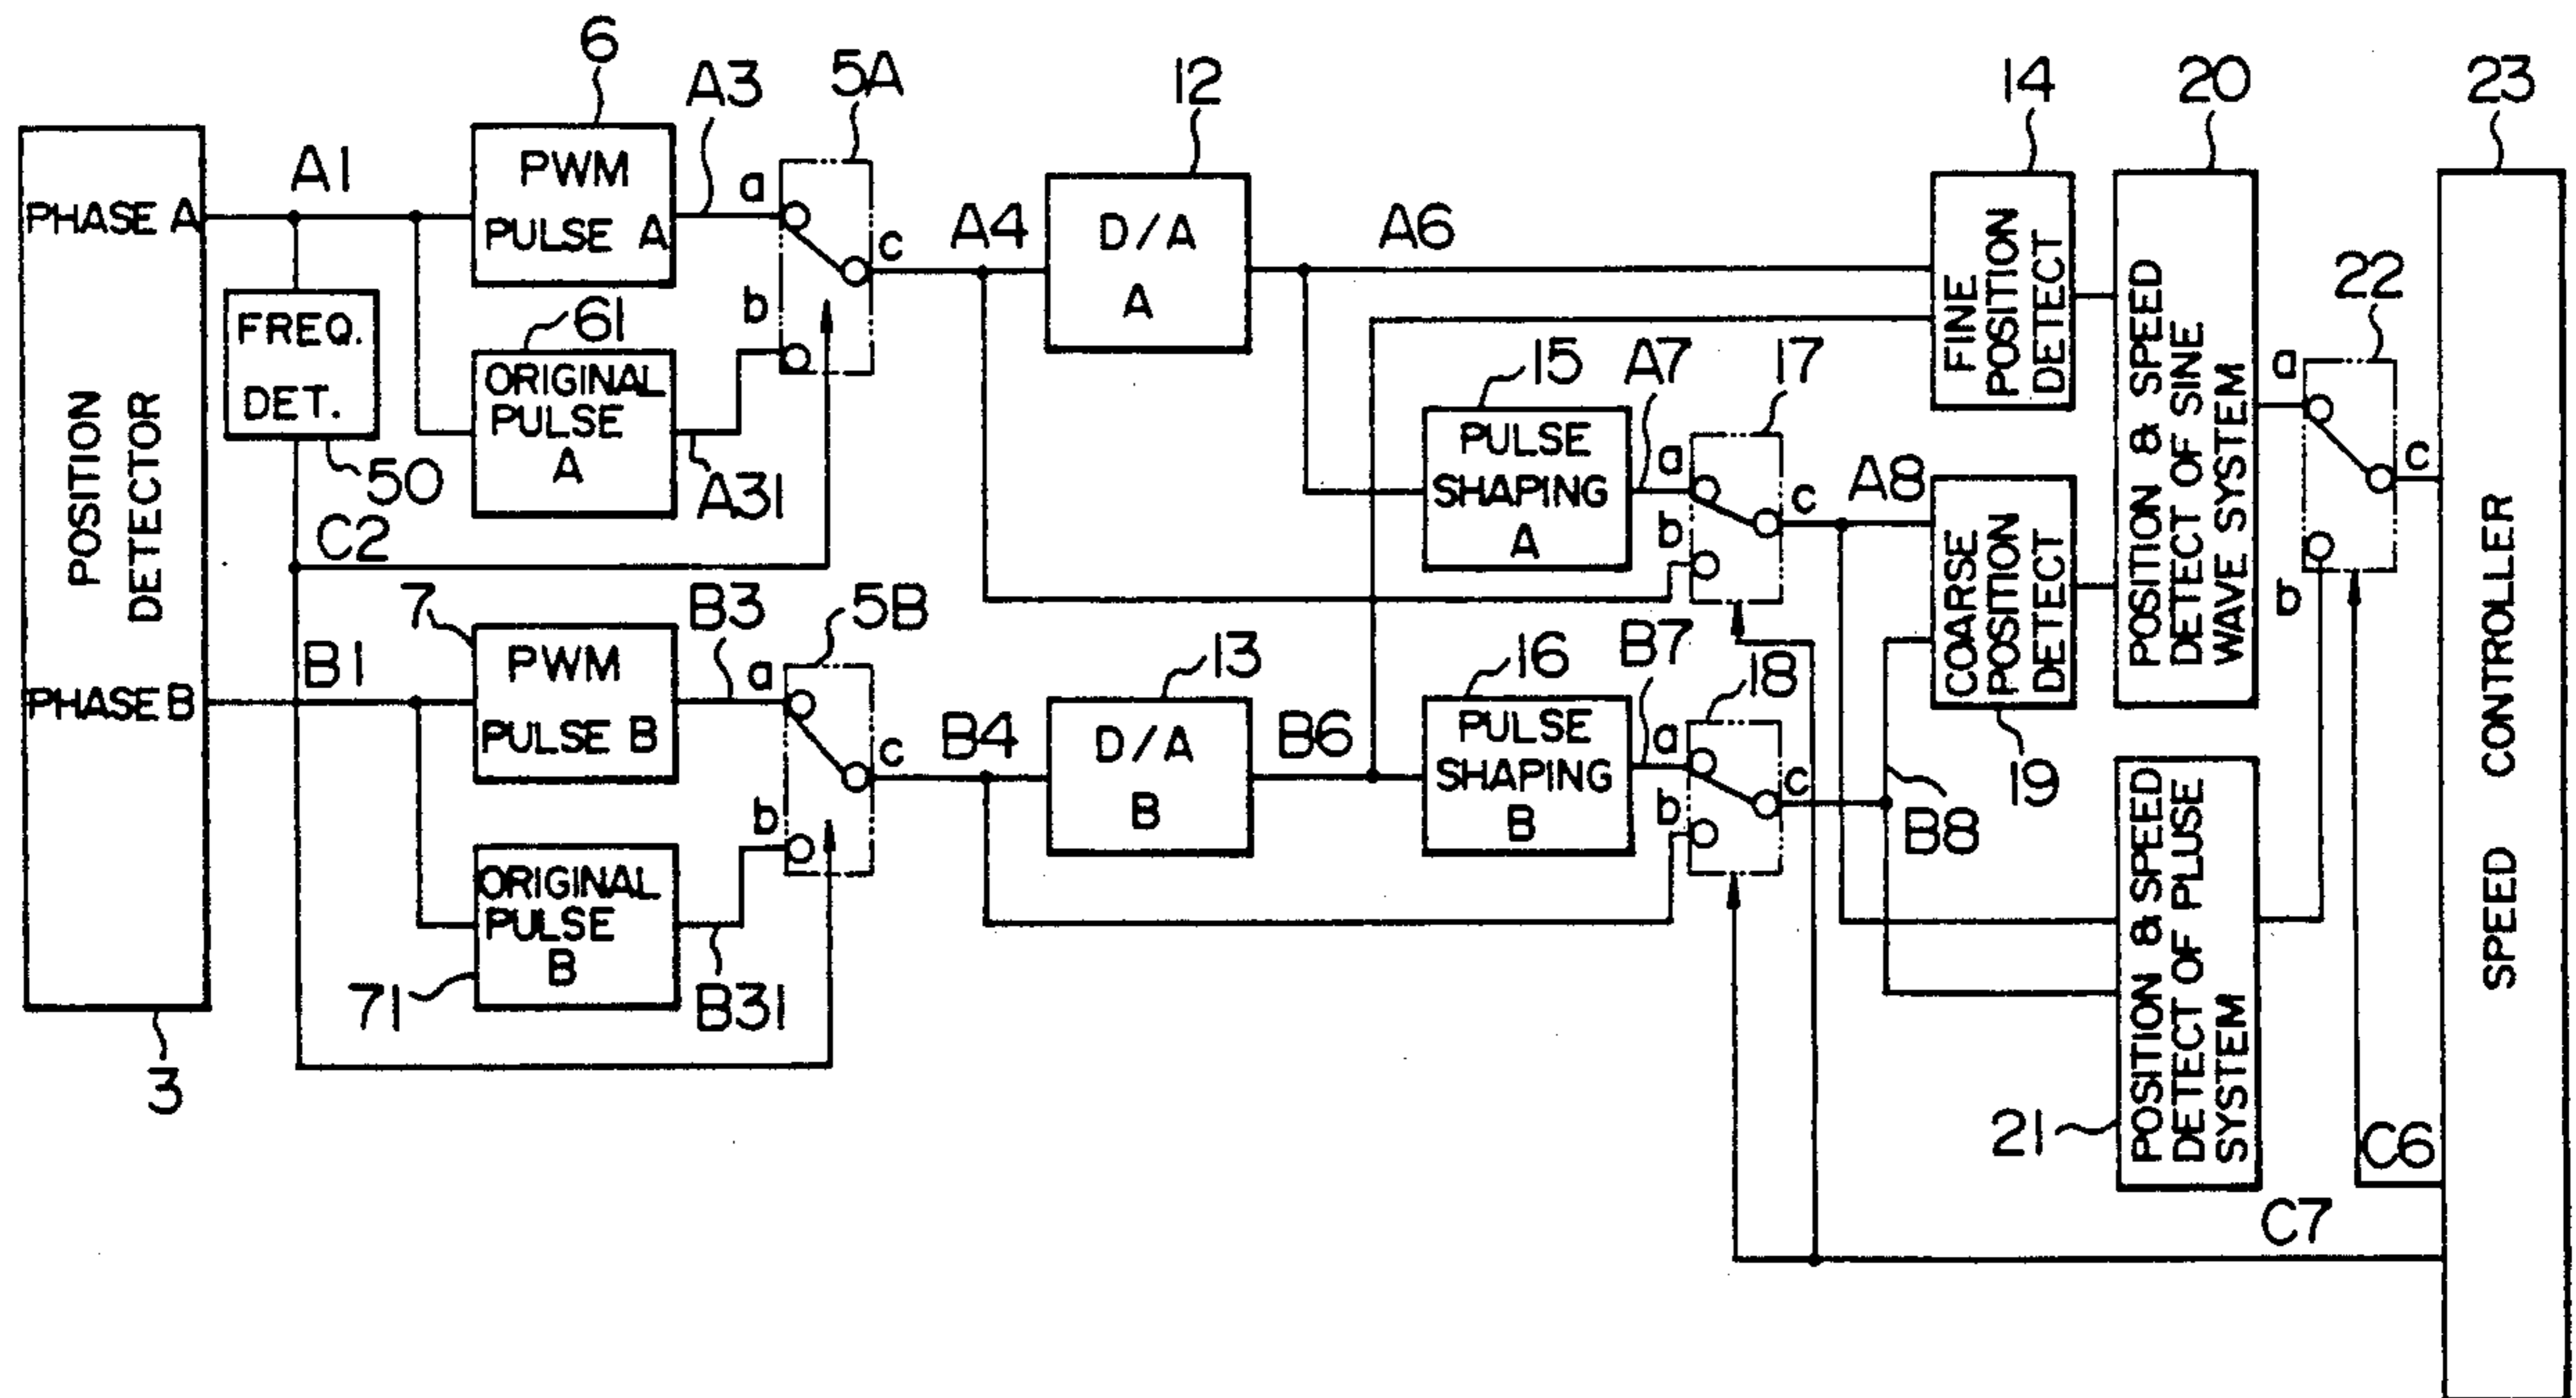 6
A3
5A
12
14
20
23
A1
PHASE A
PWM
PULSE A
a
b
c
A4
D/A
A
A6
FINE
POSITION
DETECT
POSITION & SPEED
DETECT OF SINE
WAVE SYSTEM
22
a
b
c
FREQ.
DET.
50
61
ORIGINAL
PULSE
A
A31
15
A7
17
PULSE
SHAPING
A
a
b
c
A8
COARSE
POSITION
DETECT
19
POSITION
DETECTOR
C2
7
B3
5B
B1
PHASE B
PWM
PULSE B
a
b
c
B4
13
D/A
B
B6
16
B7
18
PULSE
SHAPING
B
a
b
c
B8
ORIGINAL
PULSE
B
71
B31
3
POSITION & SPEED
DETECT OF PLUSE
SYSTEM
21
SPEED CONTROLLER
C6
C7